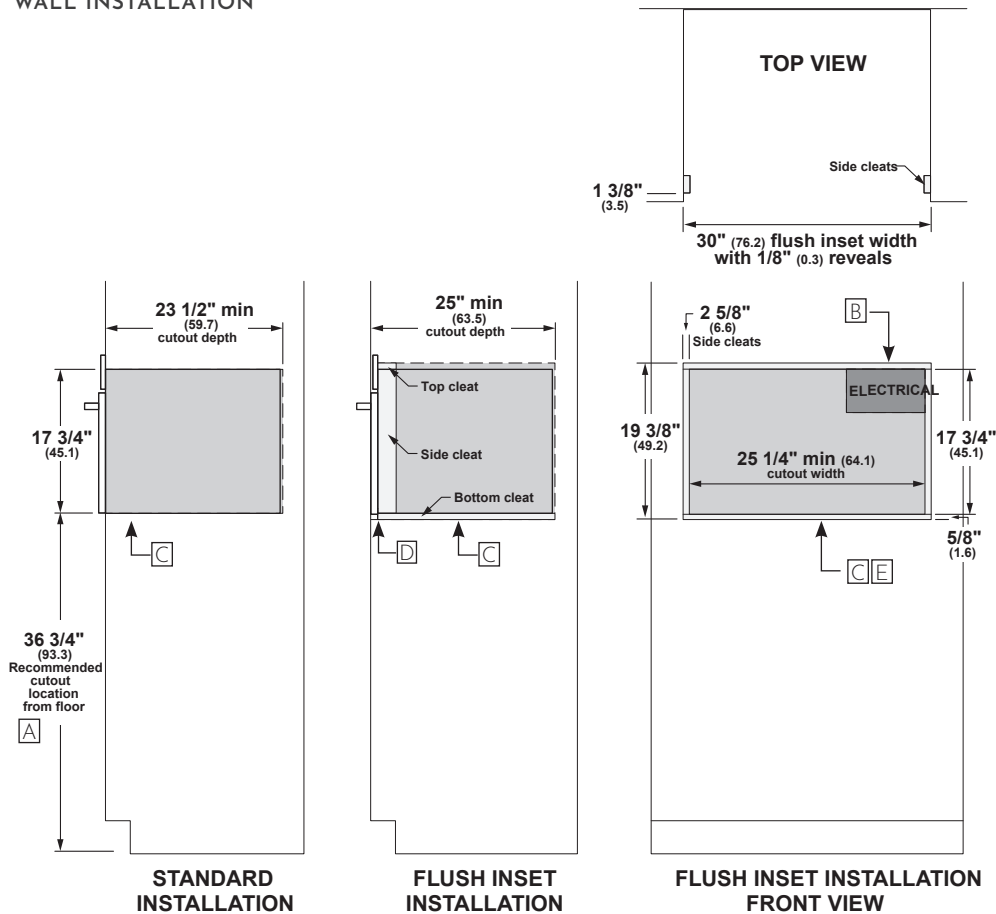 WALL INSTALLATION
TOP VIEW
Side cleats
1 3/8"
(3.5)
30" (76.2) flush inset width
with 1/8" (0.3) reveals
23 1/2" min
(59.7)
cutout depth
17 3/4"
(45.1)
C
36 3/4"
(93.3)
Recommended
cutout
location
from floor
A
STANDARD
INSTALLATION
25" min
(63.5)
cutout depth
Top cleat
Side cleat
Bottom cleat
D
C
FLUSH INSET
INSTALLATION
2 5/8"
(6.6)
Side cleats
B
ELECTRICAL
19 3/8"
(49.2)
17 3/4"
(45.1)
25 1/4" min (64.1)
cutout width
5/8"
(1.6)
C E
FLUSH INSET INSTALLATION
FRONT VIEW